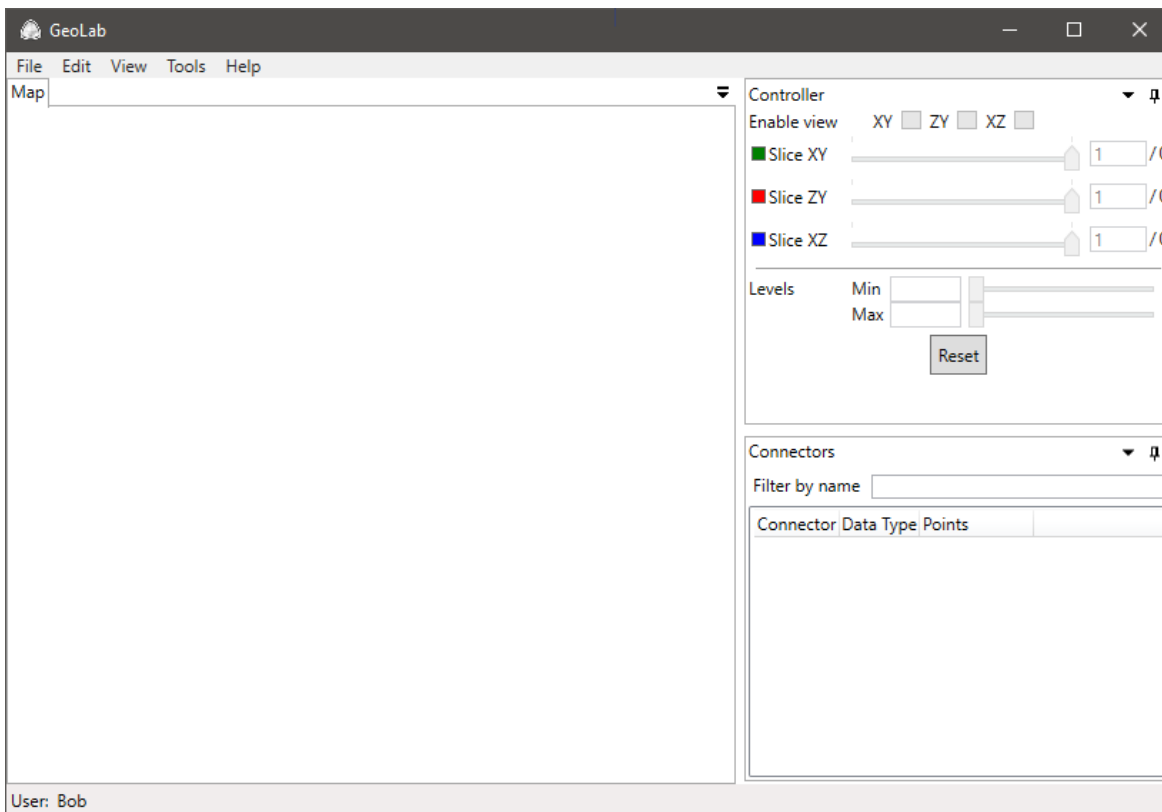 GeoLab
File Edit View Tools Help
Map
Controller
Enable view XY ZY XZ
Slice XY 1 /
Slice ZY 1 /
Slice XZ 1 /
Levels Min
Max
Reset
Connectors
Filter by name
Connector Data Type Points
User: Bob